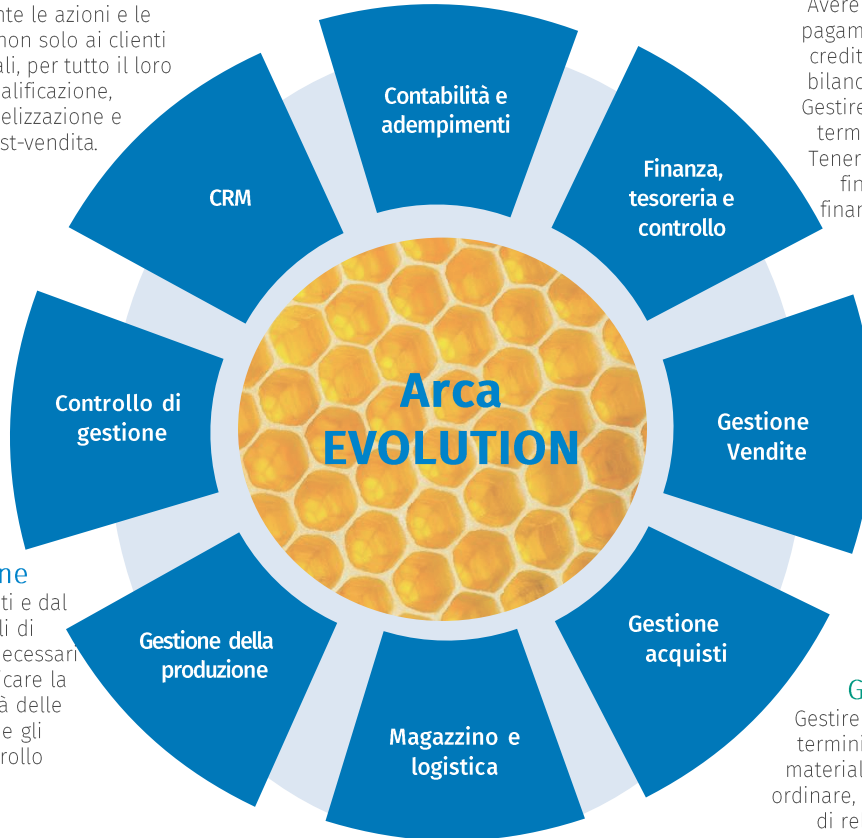 nte le azioni e le
non solo ai clienti
ali, per tutto il loro
alificazione,
elizzazione e
st-vendita.
Avere
pagam
credit
bilanc
Gestire
term
Tener
fin
finan
Contabilità e
adempimenti
Finanza,
tesoreria e
controllo
CRM
Controllo di
gestione
Arca
EVOLUTION
Gestione
Vendite
Gestione
acquisti
Gestione della
produzione
Magazzino e
logistica
ne
ti e dal
li di
necessari
icare la
à delle
e gli
rollo
G
Gestire
termini
material
ordinare,
di re